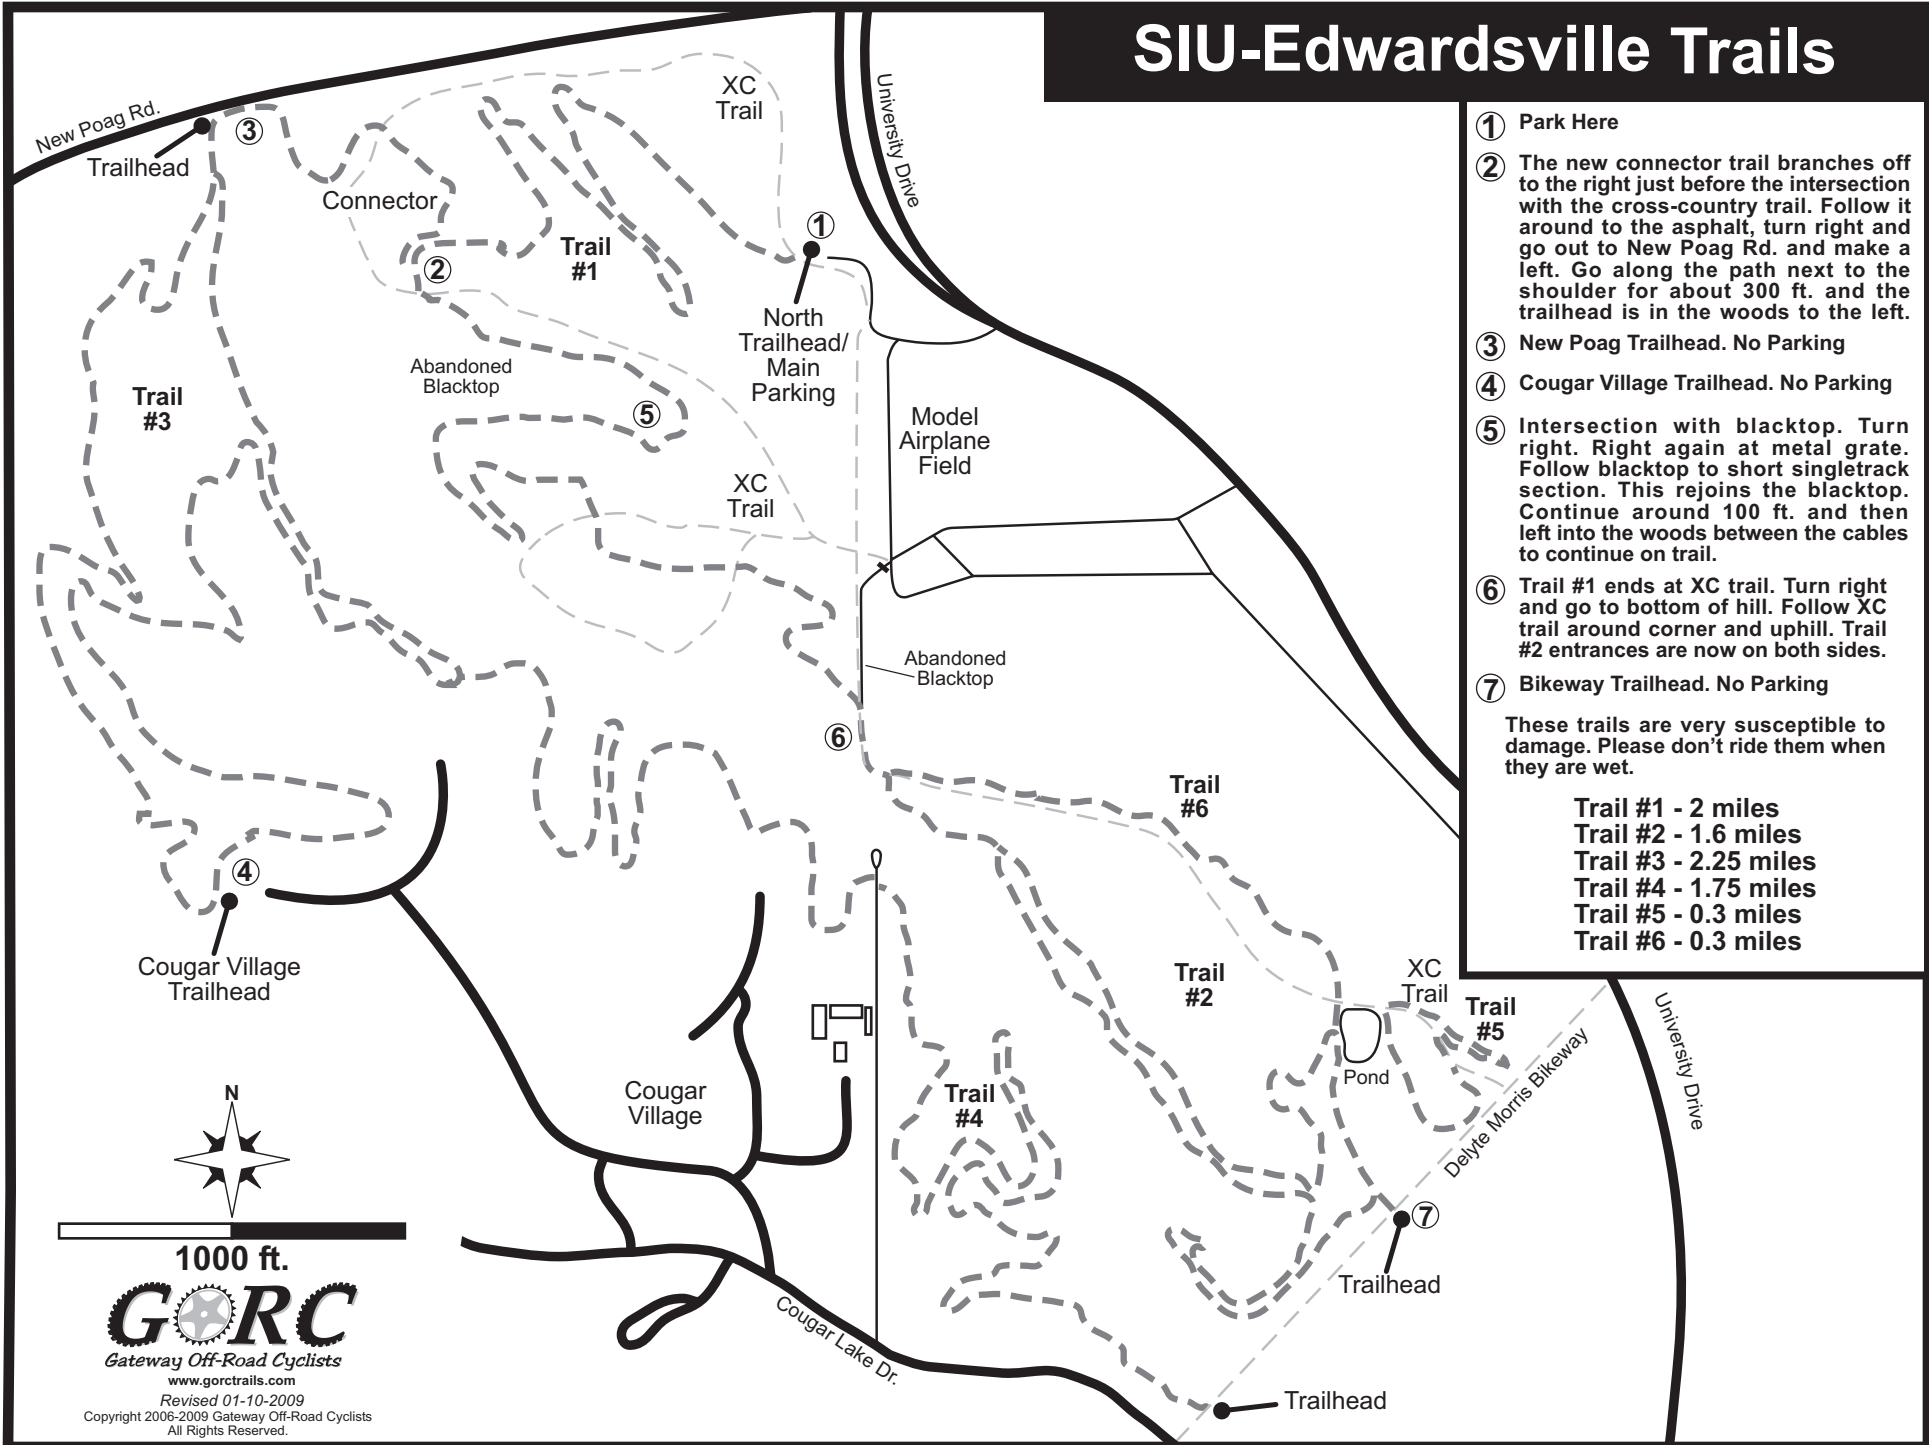 SIU-Edwardsville Trails
① Park Here
② The new connector trail branches off
to the right just before the intersection
with the cross-country trail. Follow it
around to the asphalt, turn right and
go out to New Poag Rd. and make a
left. Go along the path next to the
shoulder for about 300 ft. and the
trailhead is in the woods to the left.
③ New Poag Trailhead. No Parking
④ Cougar Village Trailhead. No Parking
⑤ Intersection with blacktop. Turn
right. Right again at metal grate.
Follow blacktop to short singletrack
section. This rejoins the blacktop.
Continue around 100 ft. and then
left into the woods between the cables
to continue on trail.
⑥ Trail #1 ends at XC trail. Turn right
and go to bottom of hill. Follow XC
trail around corner and uphill. Trail
#2 entrances are now on both sides.
⑦ Bikeway Trailhead. No Parking
These trails are very susceptible to
damage. Please don’t ride them when
they are wet.
Trail #1 - 2 miles
Trail #2 - 1.6 miles
Trail #3 - 2.25 miles
Trail #4 - 1.75 miles
Trail #5 - 0.3 miles
Trail #6 - 0.3 miles
New Poag Rd.
Trailhead
③
Connector
XC
Trail
University Drive
①
Trail
#1
②
North
Trailhead/
Main
Parking
Abandoned
Blacktop
Trail
#3
⑤
Model
Airplane
Field
XC
Trail
Abandoned
Blacktop
⑥
Trail
#6
④
Cougar Village
Trailhead
Trail
#2
XC
Trail
Trail
#5
University Drive
Pond
Delyte Morris Bikeway
Cougar
Village
Trail
#4
⑦
Trailhead
Cougar Lake Dr.
Trailhead
N
1000 ft.
GORC
Gateway Off-Road Cyclists
www.gorctrails.com
Revised 01-10-2009
Copyright 2006-2009 Gateway Off-Road Cyclists
All Rights Reserved.